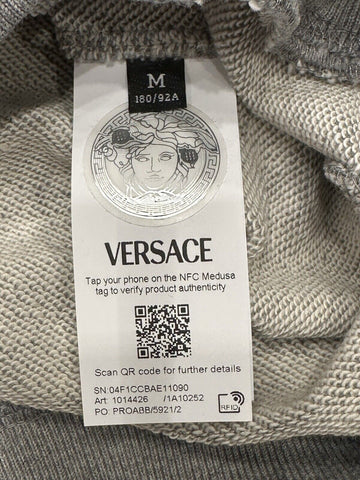 M
180/92A
VERSACE
Tap your phone on the NFC Medusa
tag to verify product authenticity
Scan QR code for further details
SN:04F1CCBAE11090
Art: 1014426 /1A10252
PO: PROABB/5921/2
RFID